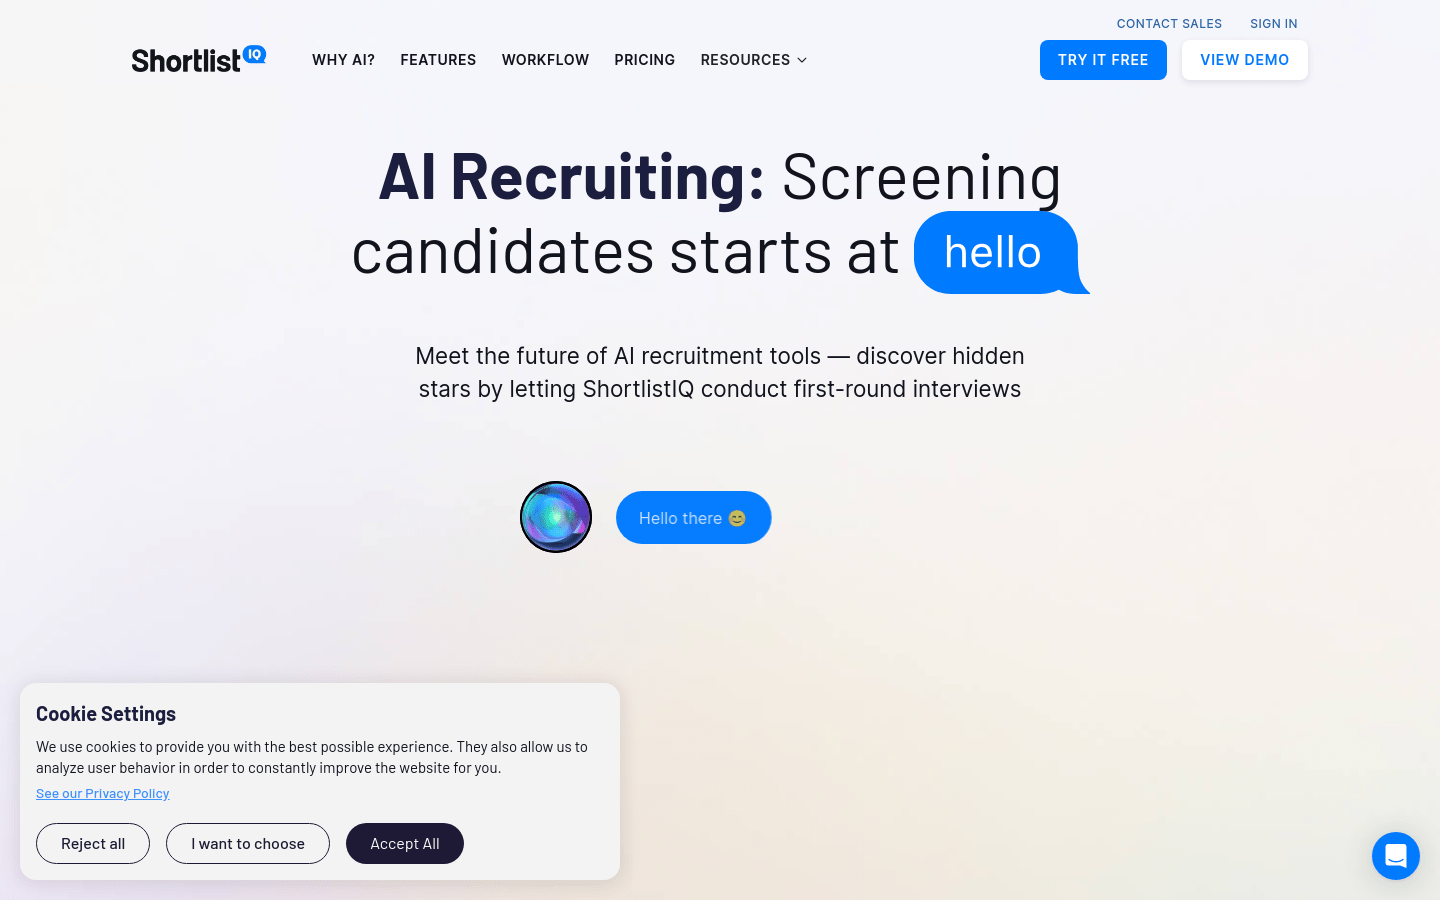 CONTACT SALES SIGN IN
Shortlist IQ WHY AI? FEATURES WORKFLOW PRICING RESOURCES TRY IT FREE VIEW DEMO
AI Recruiting: Screening
candidates starts at hello
Meet the future of AI recruitment tools — discover hidden
stars by letting ShortlistIQ conduct first-round interviews
Hello there 😊
Cookie Settings
We use cookies to provide you with the best possible experience. They also allow us to
analyze user behavior in order to constantly improve the website for you.
See our Privacy Policy
Reject all I want to choose Accept All